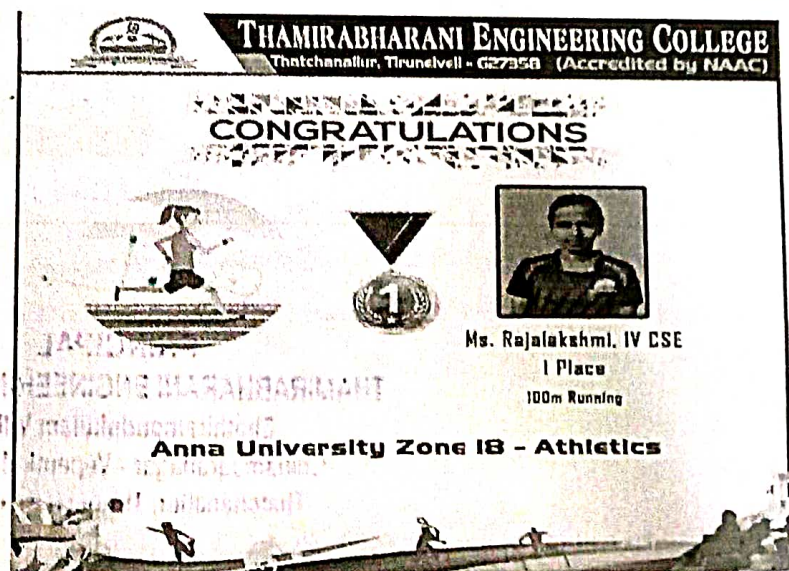 THAMIRABHARANI ENGINEERING COLLEGE
Thatchanallur, Tirunelveli - 627358 (Accredited by NAAC)
CONGRATULATIONS
1
Ms. Rajalakshmi, IV CSE
I Place
100m Running
Anna University Zone 18 - Athletics